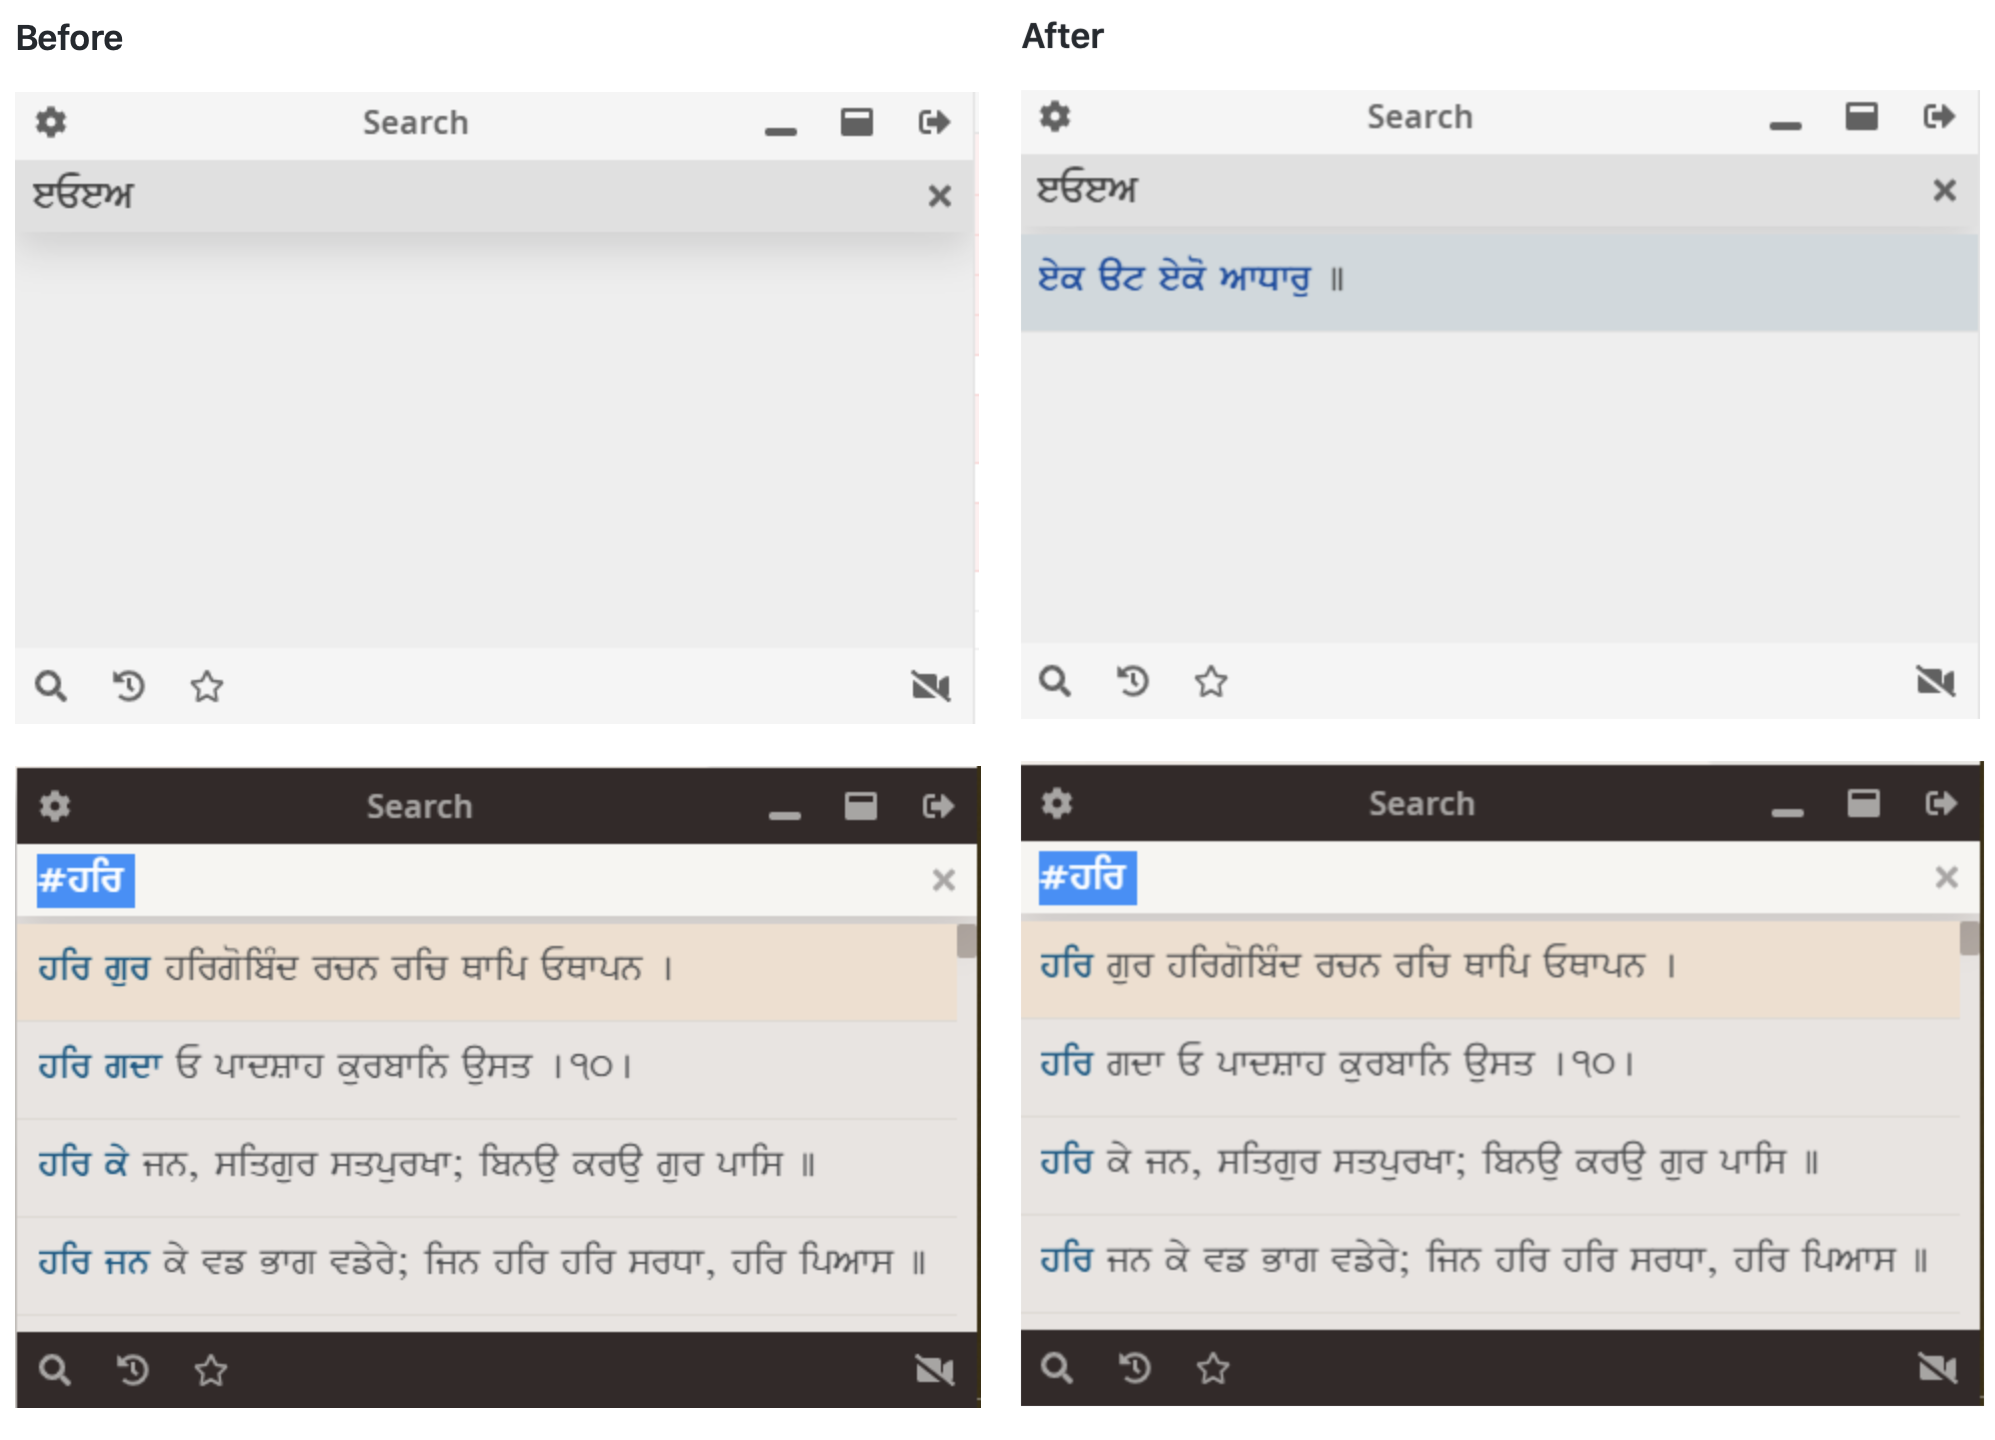 Before
Search
ੲਓੲਅ
#ਹਰਿ
ਹਰਿ ਗੁਰ ਹਰਿਗੋਬਿੰਦ ਰਚਨ ਰਚਿ ਥਾਪਿ ਓਥਾਪਨ ।
ਹਰਿ ਗਦਾ ਓ ਪਾਦਸ਼ਾਹ ਕੁਰਬਾਨਿ ਉਸਤ ।੧੦।
ਹਰਿ ਕੇ ਜਨ, ਸਤਿਗੁਰ ਸਤਪੁਰਖਾ; ਬਿਨਉ ਕਰਉ ਗੁਰ ਪਾਸਿ ॥
ਹਰਿ ਜਨ ਕੇ ਵਡ ਭਾਗ ਵਡੇਰੇ; ਜਿਨ ਹਰਿ ਹਰਿ ਸਰਧਾ, ਹਰਿ ਪਿਆਸ ॥
After
Search
ੲਓੲਅ
ਏਕ ਓਟ ਏਕੋ ਆਧਾਰੁ ॥
Search
#ਹਰਿ
ਹਰਿ ਗੁਰ ਹਰਿਗੋਬਿੰਦ ਰਚਨ ਰਚਿ ਥਾਪਿ ਓਥਾਪਨ ।
ਹਰਿ ਗਦਾ ਓ ਪਾਦਸ਼ਾਹ ਕੁਰਬਾਨਿ ਉਸਤ ।੧੦।
ਹਰਿ ਕੇ ਜਨ, ਸਤਿਗੁਰ ਸਤਪੁਰਖਾ; ਬਿਨਉ ਕਰਉ ਗੁਰ ਪਾਸਿ ॥
ਹਰਿ ਜਨ ਕੇ ਵਡ ਭਾਗ ਵਡੇਰੇ; ਜਿਨ ਹਰਿ ਹਰਿ ਸਰਧਾ, ਹਰਿ ਪਿਆਸ ॥